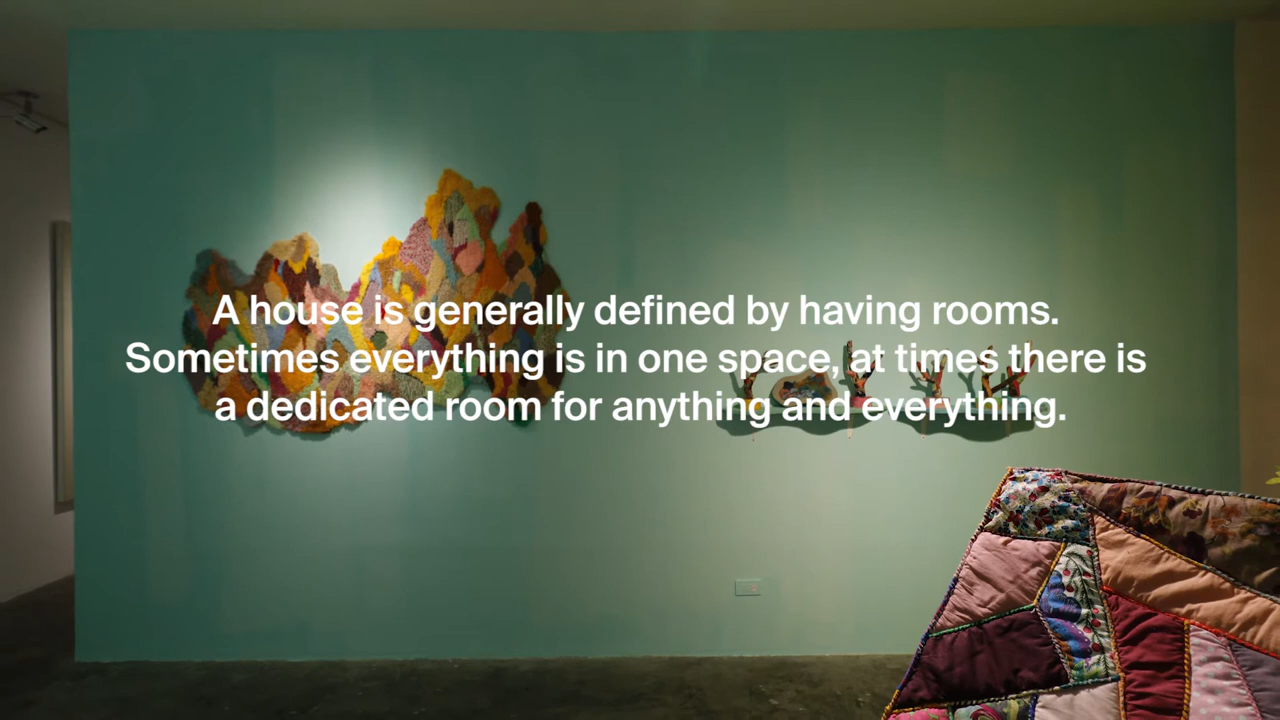 A house is generally defined by having rooms.
Sometimes everything is in one space, at times there is
a dedicated room for anything and everything.